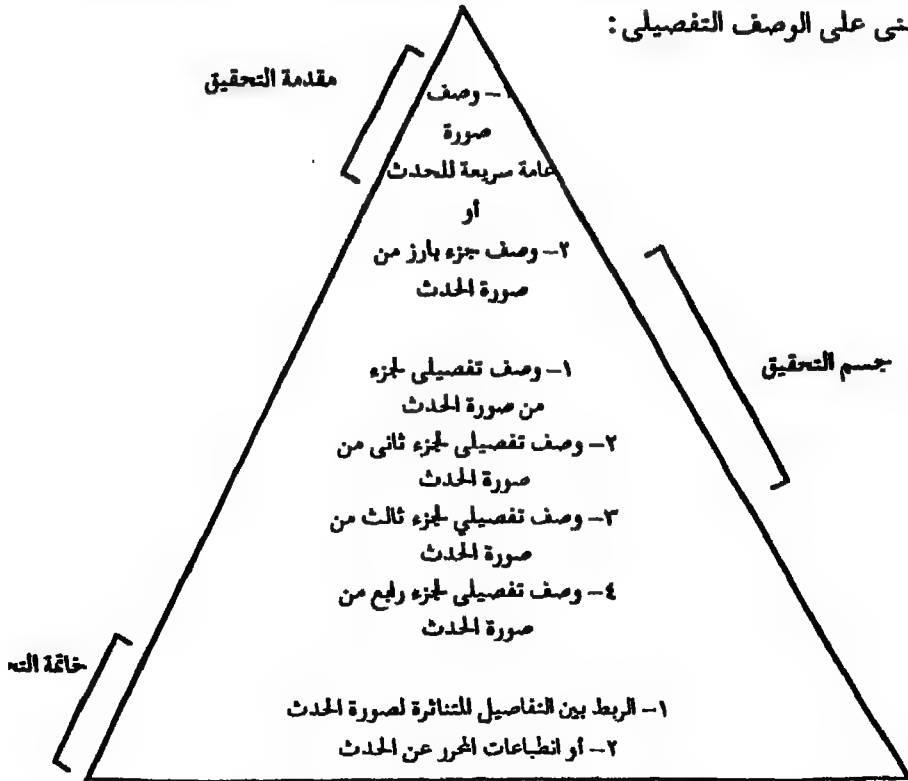 نى على الوصف التفصيلى :
مقدمة التحقيق
١- وصف
صورة
عامة سريعة للحدث
أو
٢- وصف جزء بارز من
صورة الحدث
جسم التحقيق
١- وصف تفصيلى لجزء
من صورة الحدث
٢- وصف تفصيلى لجزء ثانى من
صورة الحدث
٣- وصف تفصيلي لجزء ثالث من
صورة الحدث
٤- وصف تفصيلى لجزء رابع من
صورة الحدث
خاتمة التح
١- الربط بين التفاصيل المتناثرة لصورة الحدث
٢- أو انطباعات المحرر عن الحدث